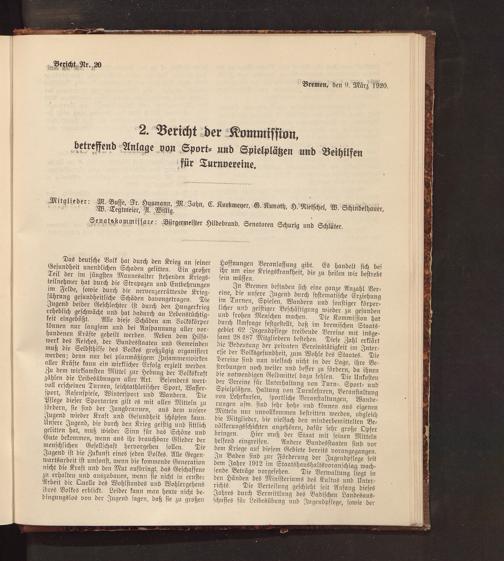 Bericht Nr. 20
Bremen, den 9. März 1920.
2. Bericht der Kommission,
betreffend Anlage von Sport- und Spielplätzen und Beihilfen
für Turnvereine.
Mitglieder: M. Busse, Fr. Huymann, M. Jahn, C. Kurkmeyer, G. Kunoth, H. Rietschel, W. Schindelhauer,
W. Tegtmeier, A. Willig.
Senatskommissare: Bürgermeister Hildebrand, Senatoren Schurig und Schlüter.
Das deutsche Volk hat durch den Krieg an seiner
Gesundheit unendlichen Schaden gelitten. Ein großer
Teil der im jüngsten Mannesalter stehenden Kriegs-
teilnehmer hat durch die Strapazen und Entbehrungen
im Felde, sowie durch die nervenzerrüttende Krieg-
führung gesundheitliche Schäden davongetragen. Die
Jugend beider Geschlechter ist durch den Hungerkrieg
erheblich geschwächt und hat dadurch an Lebenstüchtig-
keit eingebüßt. Alle diese Schäden am Volkskörper
können nur langsam und bei Anspannung aller vor-
handenen Kräfte geheilt werden. Neben dem Hilfs-
werk des Reiches, der Bundesstaaten und Gemeinden
muß die Selbsthilfe des Volkes großzügig organisiert
werden; denn nur bei planmäßigem Zusammenwirken
aller Kräfte kann ein wirklicher Erfolg erzielt werden.
Zu dem wirksamsten Mittel zur Hebung der Volkskraft
zählen die Leibesübungen aller Art. Besonders wert-
voll erscheinen Turnen, leichtathletischer Sport, Wasser-
sport, Rasenspiele, Wintersport und Wandern. Die
Pflege dieser Sportarten gilt es mit allen Mitteln zu
fördern, sie sind der Jungbrunnen, aus dem unsere
Jugend wieder Kraft und Gesundheit schöpfen kann.
Unsere Jugend, die durch den Krieg geistig und sittlich
gelitten hat, muß wieder Sinn für das Schöne und
Gute bekommen, wenn aus ihr brauchbare Glieder der
menschlichen Gesellschaft hervorgehen sollen. Die
Jugend ist die Zukunft eines jeden Volkes. Alle Gegen-
wartsarbeit ist umsonst, wenn die kommende Generation
nicht die Kraft und den Mut aufbringt, das Geschaffene
zu erhalten und auszubauen, wenn sie nicht in ernster
Arbeit die Quelle des Wohlstandes und Wohlergehens
ihres Volkes erblickt. Leider kann man heute nicht be-
dingungslos von der Jugend sagen, daß sie zu großen
Hoffnungen Veranlassung gibt. Es handelt sich bei
ihr um eine Kriegskrankheit, die zu heilen wir bestrebt
sein müssen.
In Bremen befinden sich eine ganze Anzahl Ver-
eine, die unsere Jugend durch systematische Erziehung
im Turnen, Spielen, Wandern und sonstiger körper-
licher und geistiger Beschäftigung wieder zu gesunden
und frohen Menschen machen. Die Kommission hat
durch Umfrage festgestellt, daß im bremischen Staats-
gebiet 62 Jugendpflege treibende Vereine mit insge-
samt 28487 Mitgliedern bestehen. Diese Zahl erklärt
die Bedeutung der privaten Vereinstätigkeit im Inter-
esse der Volksgesundheit, zum Wohle des Staates. Die
Vereine sind nun vielfach nicht in der Lage, ihre Be-
strebungen noch weiter und besser zu fördern, da ihnen
die notwendigen Geldmittel dazu fehlen. Die Unkosten
der Vereine für Unterhaltung von Turn-, Sport- und
Spielplätzen, Haltung von Turnlehrern, Veranstaltung
von Lehrkursen, sportliche Veranstaltungen, Wande-
rungen usw. sind sehr hohe und können aus eigenen
Mitteln nur unvollkommen bestritten werden, obgleich
die Mitglieder, die vielfach den minderbemittelten Be-
völkerungsschichten angehören, dafür sehr große Opfer
bringen. Hier muß der Staat mit seinen Mitteln
helfend eingreifen. Andere Bundesstaaten sind vor
dem Kriege auf diesem Gebiete bereits vorangegangen.
In Baden sind zur Förderung der Jugendpflege seit
dem Jahre 1912 im Staatshaushaltsvoranschlag wach-
sende Beträge vorgesehen. Die Verwaltung liegt in
den Händen des Ministeriums des Kultus und Unter-
richts. Die Verteilung geschieht seit Anfang dieses
Jahres durch Vermittlung des Badischen Landesaus-
schusses für Leibesübung und Jugendpflege, sowie der